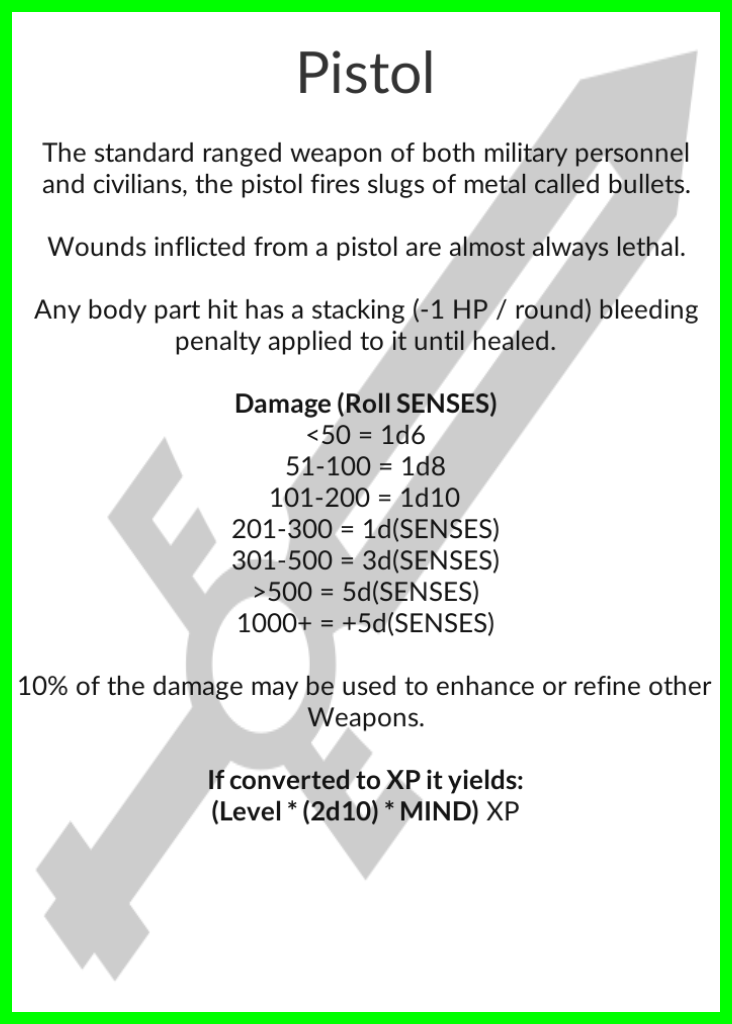 Pistol
The standard ranged weapon of both military personnel
and civilians, the pistol fires slugs of metal called bullets.
Wounds inflicted from a pistol are almost always lethal.
Any body part hit has a stacking (-1 HP / round) bleeding
penalty applied to it until healed.
Damage (Roll SENSES)
<50 = 1d6
51-100 = 1d8
101-200 = 1d10
201-300 = 1d(SENSES)
301-500 = 3d(SENSES)
>500 = 5d(SENSES)
1000+ = +5d(SENSES)
10% of the damage may be used to enhance or refine other
Weapons.
If converted to XP it yields:
(Level * (2d10) * MIND) XP